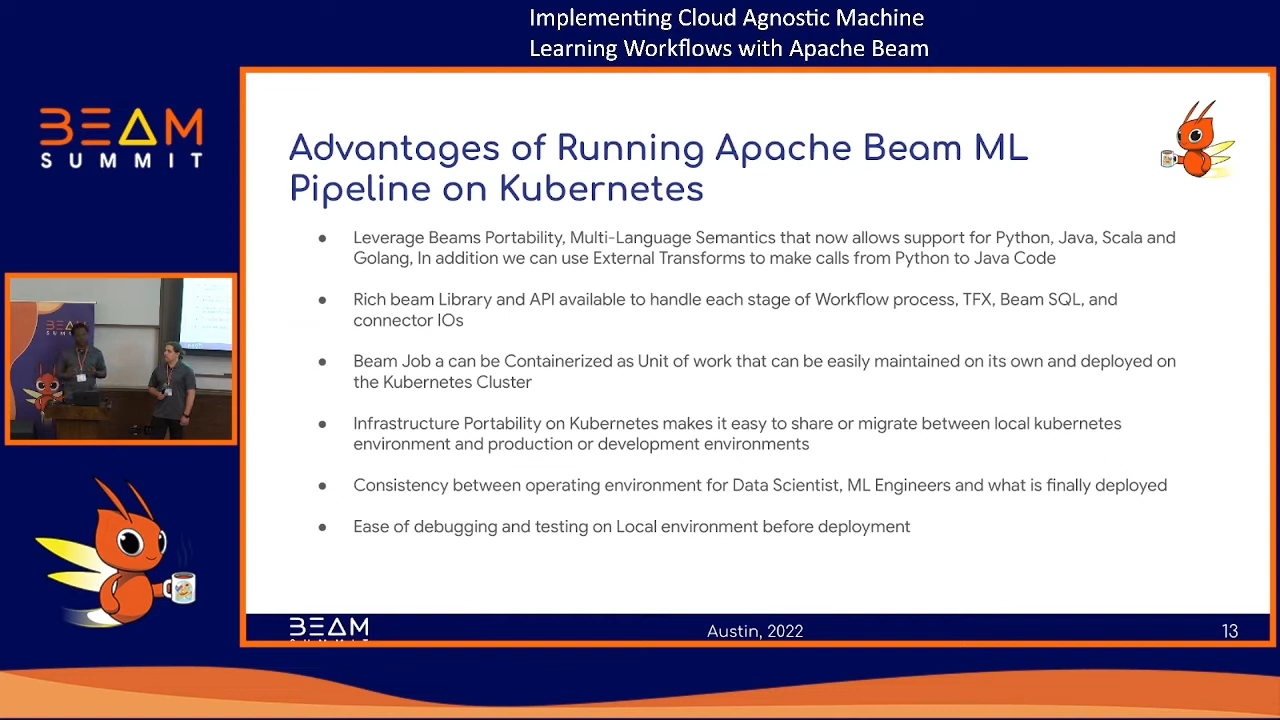 Implementing Cloud Agnostic Machine
Learning Workflows with Apache Beam
BEAM
SUMMIT
Advantages of Running Apache Beam ML
Pipeline on Kubernetes
● Leverage Beams Portability, Multi-Language Semantics that now allows support for Python, Java, Scala and
Golang, In addition we can use External Transforms to make calls from Python to Java Code
● Rich beam Library and API available to handle each stage of Workflow process, TFX, Beam SQL, and
connector IOs
● Beam Job a can be Containerized as Unit of work that can be easily maintained on its own and deployed on
the Kubernetes Cluster
● Infrastructure Portability on Kubernetes makes it easy to share or migrate between local kubernetes
environment and production or development environments
● Consistency between operating environment for Data Scientist, ML Engineers and what is finally deployed
● Ease of debugging and testing on Local environment before deployment
BEAM
Austin, 2022
13
BEAM